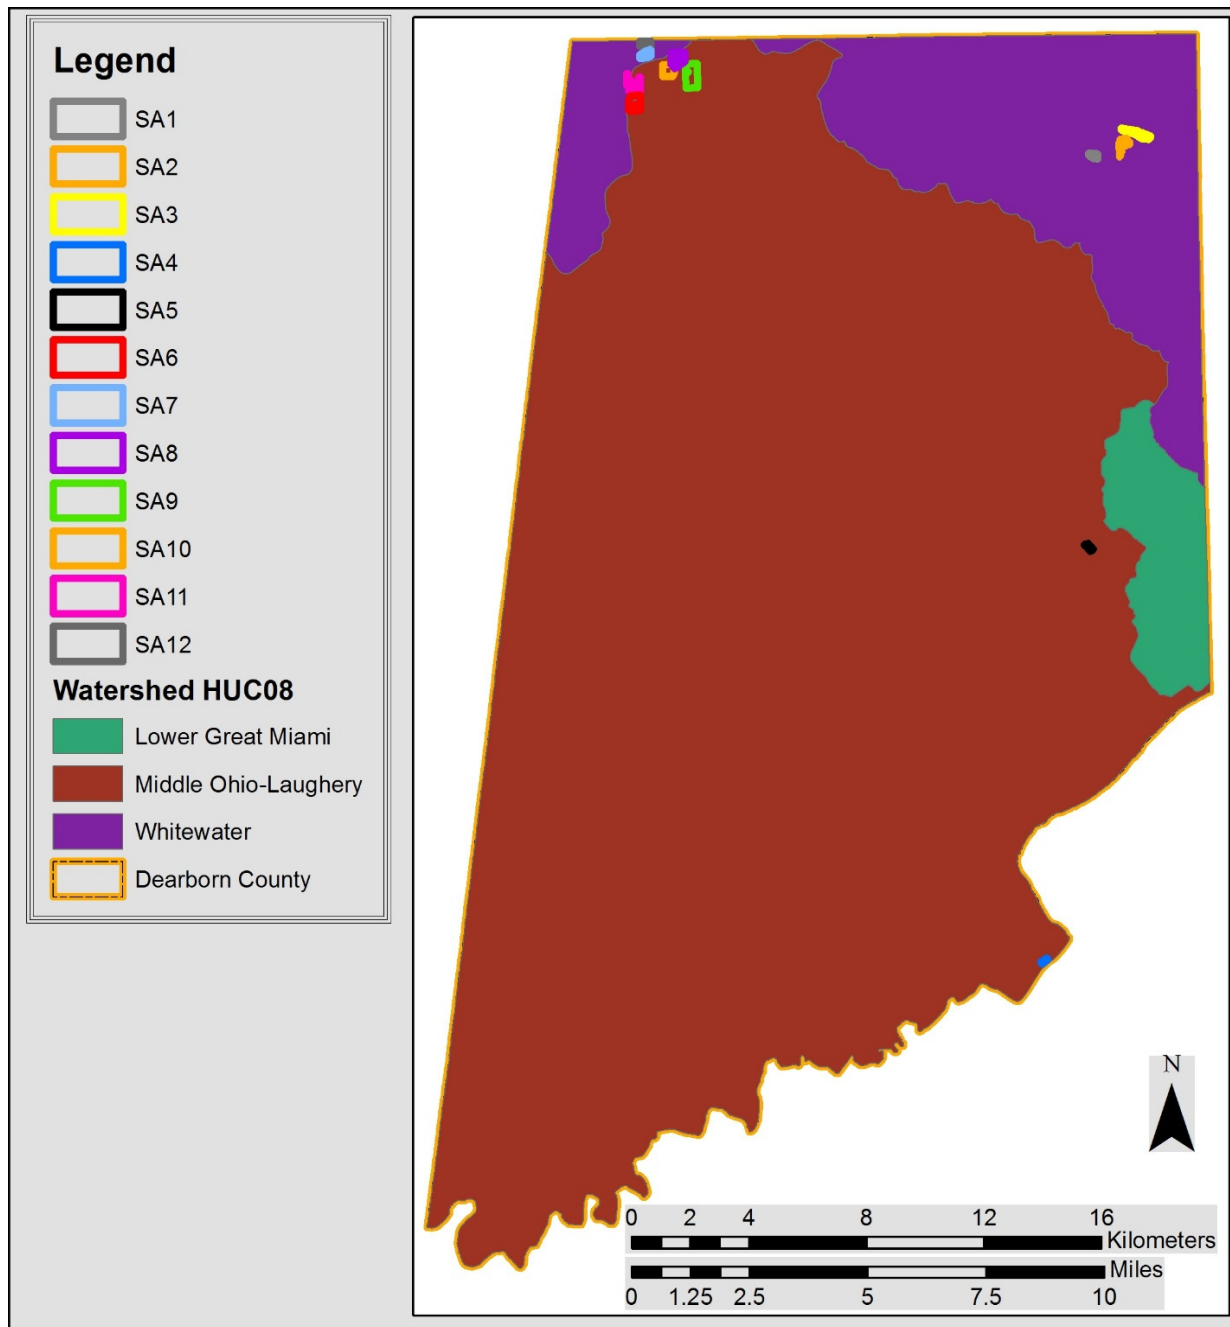 Legend
SA1
SA2
SA3
SA4
SA5
SA6
SA7
SA8
SA9
SA10
SA11
SA12
Watershed HUC08
Lower Great Miami
Middle Ohio-Laughery
Whitewater
Dearborn County
N
0 2 4 8 12 16
Kilometers
Miles
0 1.25 2.5 5 7.5 10